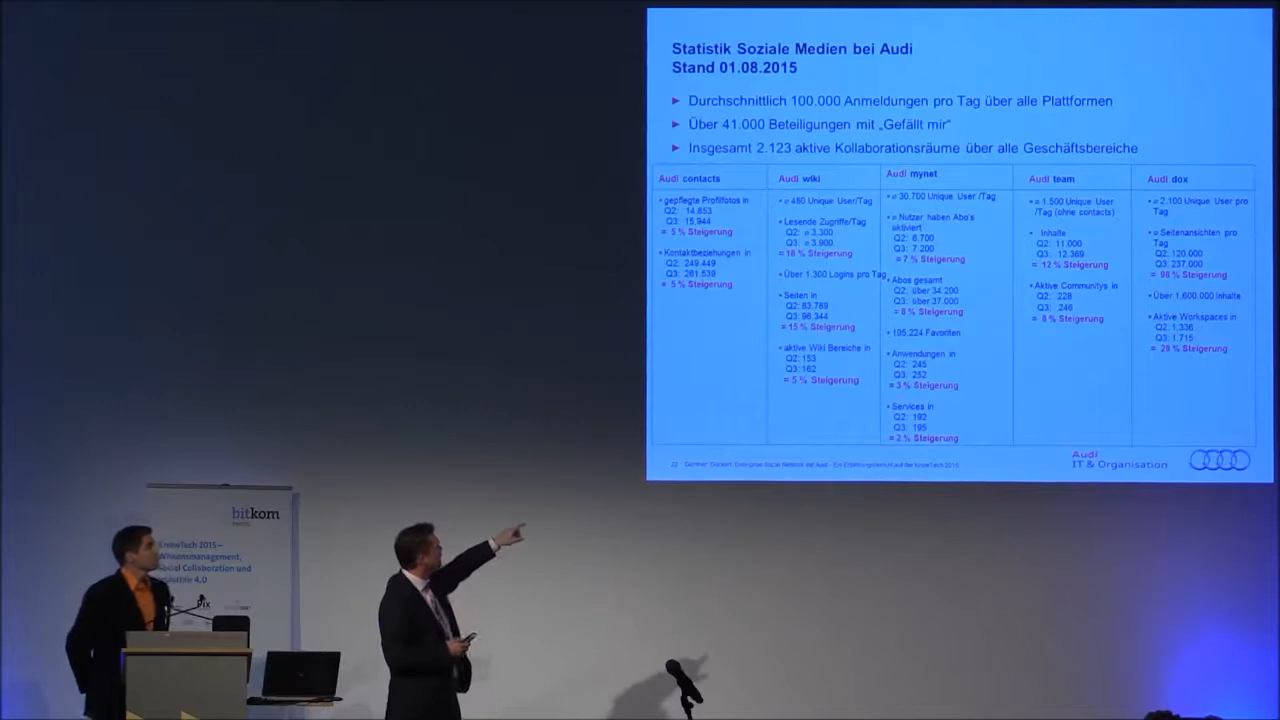 Statistik Soziale Medien bei Audi
Stand 01.08.2015
► Durchschnittlich 100.000 Anmeldungen pro Tag über alle Plattformen
► Über 41.000 Beteiligungen mit „Gefällt mir“
► Insgesamt 2.123 aktive Kollaborationsräume über alle Geschäftsbereiche
Audi contacts
▪ gepflegte Profilfotos in
Q2: 14.853
Q3: 15.944
= 5 % Steigerung
▪ Kontaktbeziehungen in
Q2: 249.449
Q3: 261.539
= 5 % Steigerung
Audi wiki
▪ ⌀ 480 Unique User/Tag
▪ Lesende Zugriffe/Tag
Q2: ⌀ 3.300
Q3: ⌀ 3.900
= 18 % Steigerung
▪ Über 1.300 Logins pro Tag
▪ Seiten in
Q2: 83.789
Q3: 96.344
= 15 % Steigerung
▪ aktive Wiki Bereiche in
Q2: 153
Q3: 162
= 5 % Steigerung
Audi mynet
▪ ⌀ 30.700 Unique User /Tag
▪ ⌀ Nutzer haben Abo's
aktiviert
Q2: 6.700
Q3: 7.200
= 7 % Steigerung
▪ Abos gesamt
Q2: über 34.200
Q3: über 37.000
= 8 % Steigerung
▪ 105.224 Favoriten
▪ Anwendungen in
Q2: 245
Q3: 252
= 3 % Steigerung
▪ Services in
Q2: 192
Q3: 195
= 2 % Steigerung
Audi team
▪ ⌀ 1.500 Unique User
/Tag (ohne contacts)
▪ Inhalte
Q2: 11.000
Q3: 12.369
= 12 % Steigerung
▪ Aktive Communitys in
Q2: 228
Q3: 246
= 8 % Steigerung
Audi dox
▪ ⌀ 2.100 Unique User pro
Tag
▪ ⌀ Seitenansichten pro
Tag
Q2: 120.000
Q3: 237.000
= 98 % Steigerung
▪ Über 1.600.000 Inhalte
▪ Aktive Workspaces in
Q2: 1.336
Q3: 1.715
= 28 % Steigerung
Enterprise Social Network bei Audi - Ein Erfahrungsbericht auf der KnowTech 2015
Audi
IT & Organisation
bitkom
KnowTech 2015–
Wissensmanagement,
Social Collaboration und
Industrie 4.0